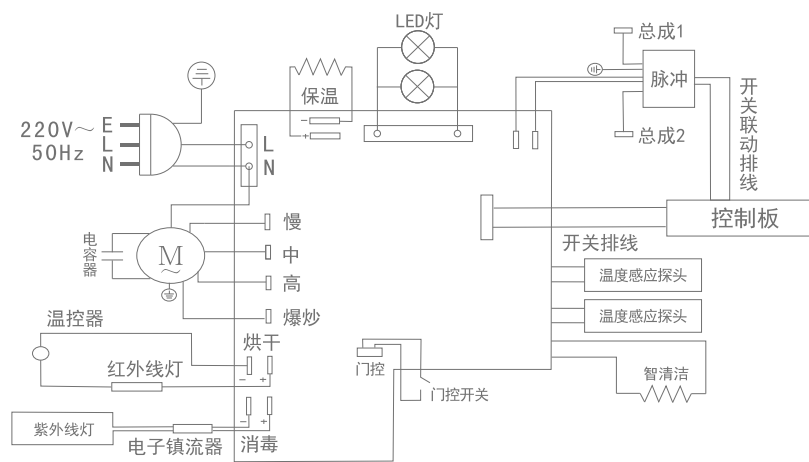 LED灯
总成1
保温
- 
+
脉冲
220V～
50Hz
E
L
N
L
N
总成2
开关联动排线
控制板
慢
电容器
M
～
中
开关排线
高
温度感应探头
温控器
爆炒
温度感应探头
烘干
红外线灯
- +
门控
门控开关
智清洁
紫外线灯
电子镇流器
- +
消毒